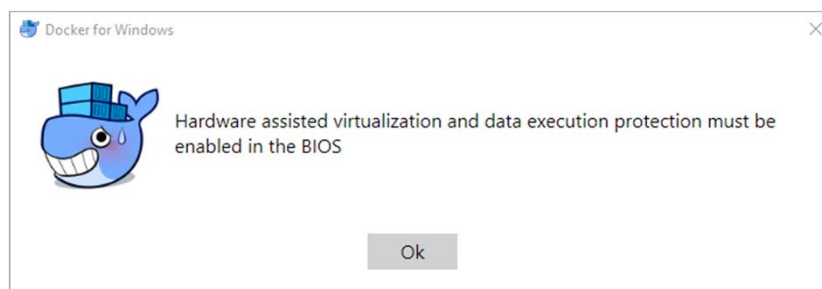 Docker for Windows
Hardware assisted virtualization and data execution protection must be
enabled in the BIOS
Ok